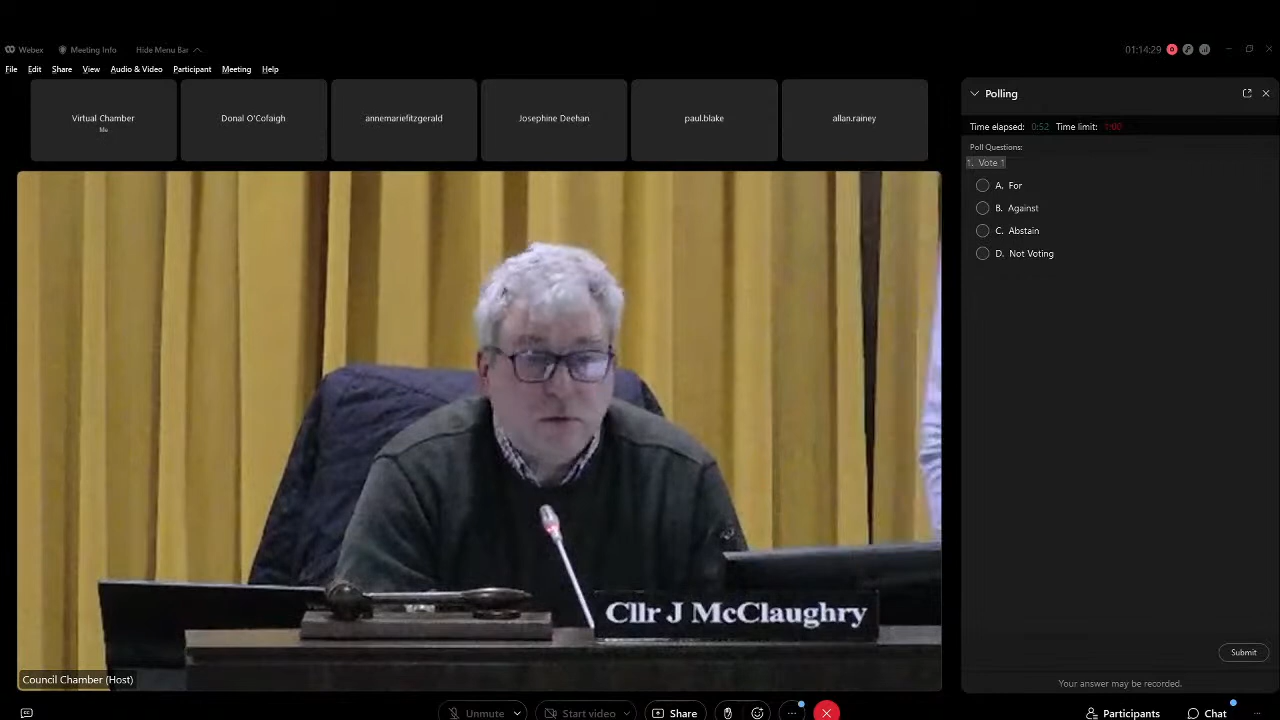 Webex Meeting Info Hide Menu Bar 01:14:29
File Edit Share View Audio & Video Participant Meeting Help
Virtual Chamber
Me
Donal O'Cofaigh
annemariefitzgerald
Josephine Deehan
paul.blake
allan.rainey
Cllr J McClaughry
Council Chamber (Host)
Polling
Time elapsed: 0:52 Time limit: 1:00
Poll Questions:
1. Vote 1
A. For
B. Against
C. Abstain
D. Not Voting
Submit
Your answer may be recorded.
Unmute Start video Share Participants Chat